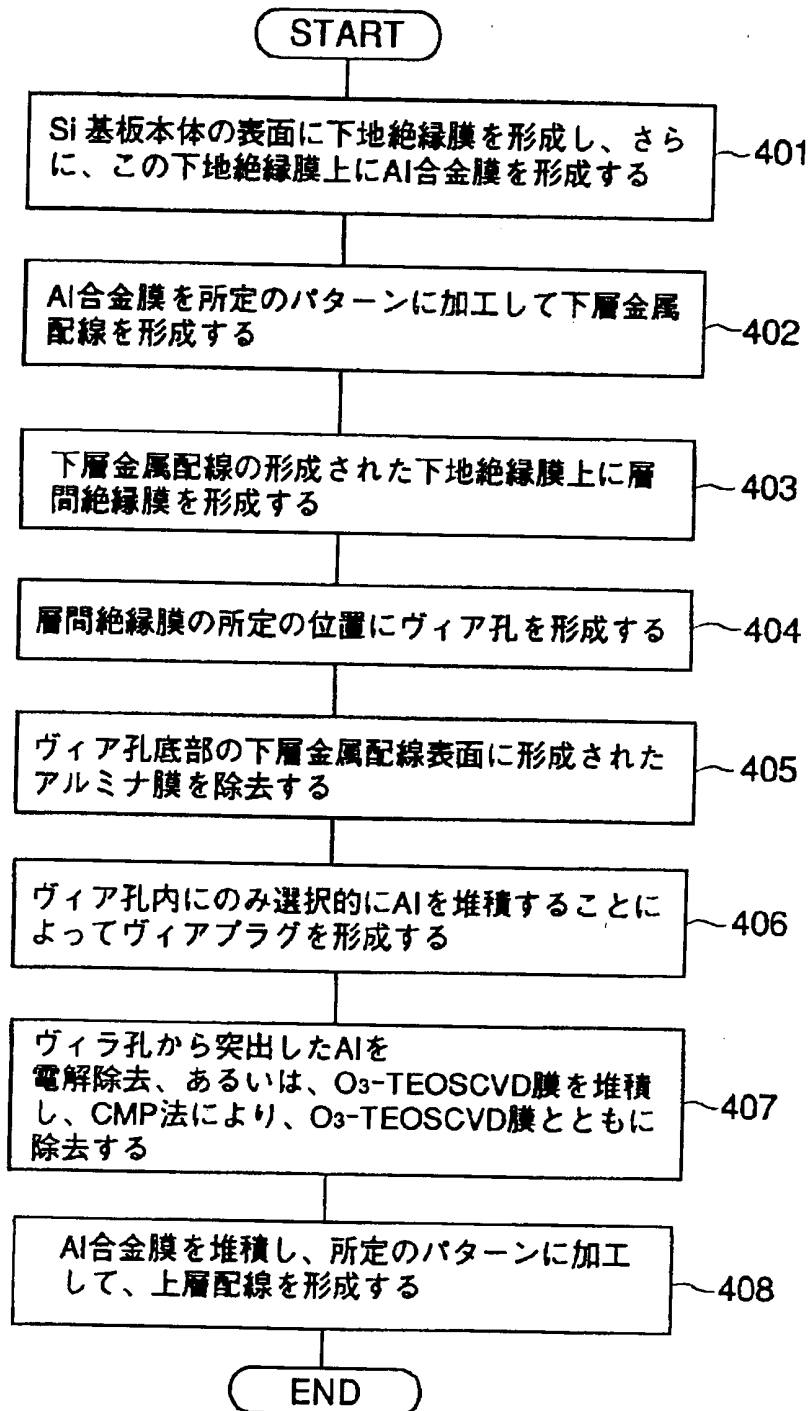 START
Si 基板本体の表面に下地絶縁膜を形成し、さら
に、この下地絶縁膜上にAl合金膜を形成する
401
Al合金膜を所定のパターンに加工して下層金属
配線を形成する
402
下層金属配線の形成された下地絶縁膜上に層
間絶縁膜を形成する
403
層間絶縁膜の所定の位置にヴィア孔を形成する
404
ヴィア孔底部の下層金属配線表面に形成された
アルミナ膜を除去する
405
ヴィア孔内にのみ選択的にAlを堆積することに
よってヴィアプラグを形成する
406
ヴィラ孔から突出したAlを
電解除去、あるいは、O₃-TEOSCVD膜を堆積
し、CMP法により、O₃-TEOSCVD膜とともに
除去する
407
Al合金膜を堆積し、所定のパターンに加工
して、上層配線を形成する
408
END